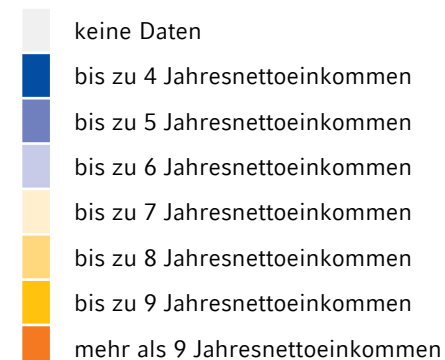 keine Daten
bis zu 4 Jahresnettoeinkommen
bis zu 5 Jahresnettoeinkommen
bis zu 6 Jahresnettoeinkommen
bis zu 7 Jahresnettoeinkommen
bis zu 8 Jahresnettoeinkommen
bis zu 9 Jahresnettoeinkommen
mehr als 9 Jahresnettoeinkommen